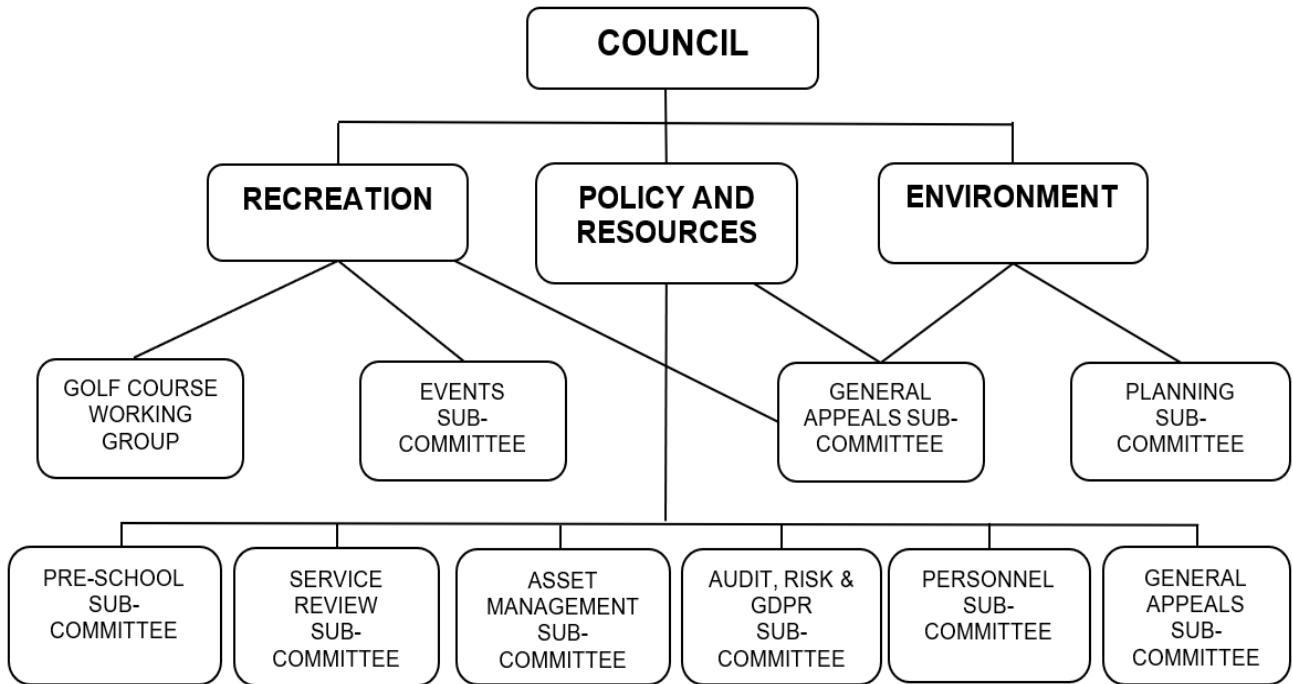 COUNCIL
RECREATION
POLICY AND
RESOURCES
ENVIRONMENT
GOLF COURSE
WORKING
GROUP
EVENTS
SUB-
COMMITTEE
GENERAL
APPEALS SUB-
COMMITTEE
PLANNING
SUB-
COMMITTEE
PRE-SCHOOL
SUB-
COMMITTEE
SERVICE
REVIEW
SUB-
COMMITTEE
ASSET
MANAGEMENT
SUB-
COMMITTEE
AUDIT, RISK &
GDPR
SUB-
COMMITTEE
PERSONNEL
SUB-
COMMITTEE
GENERAL
APPEALS
SUB-
COMMITTEE